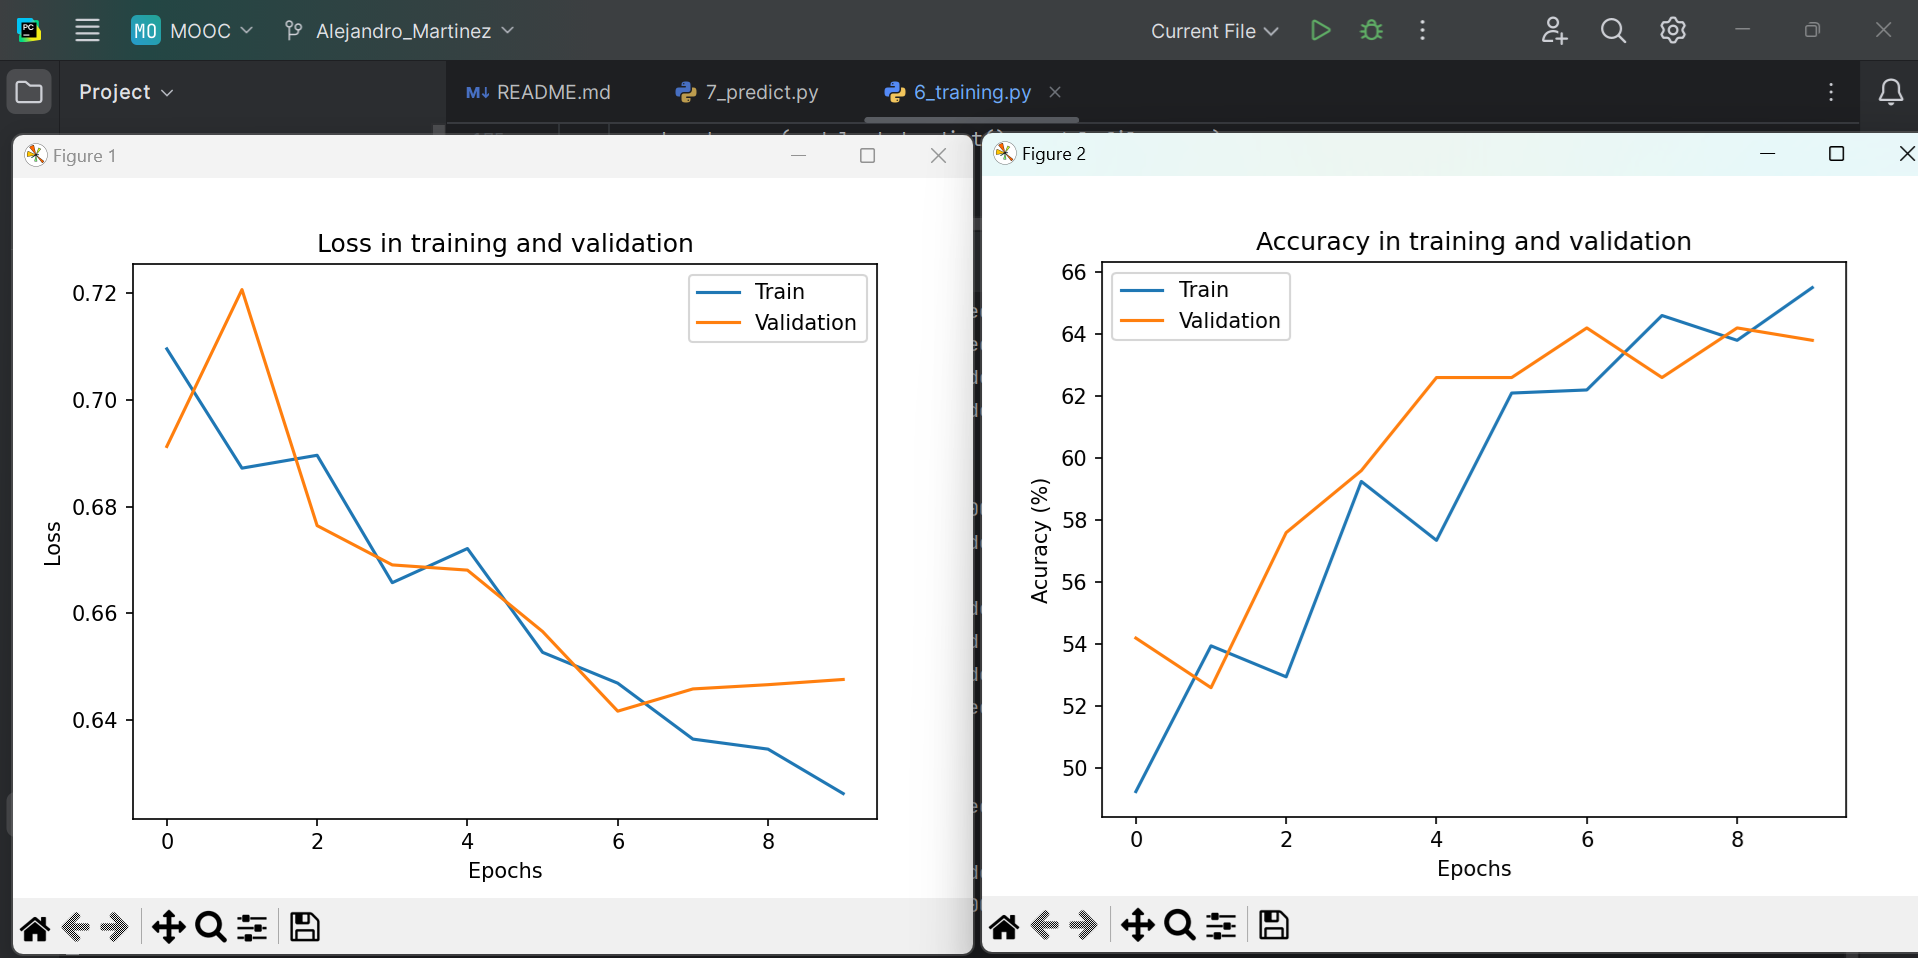 PC
MO MOOC
Alejandro_Martinez
Current File
Project
M↓ README.md
7_predict.py
6_training.py
Figure 1
Loss in training and validation
Train
Validation
0.72
0.70
0.68
0.66
0.64
Loss
0 2 4 6 8
Epochs
Figure 2
Accuracy in training and validation
Train
Validation
66
64
62
60
58
56
54
52
50
Acuracy (%)
0 2 4 6 8
Epochs